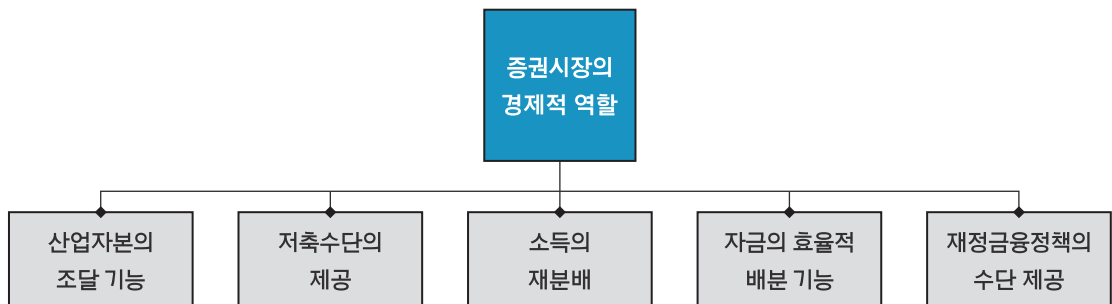 증권시장의
경제적 역할
산업자본의
조달 기능
저축수단의
제공
소득의
재분배
자금의 효율적
배분 기능
재정금융정책의
수단 제공